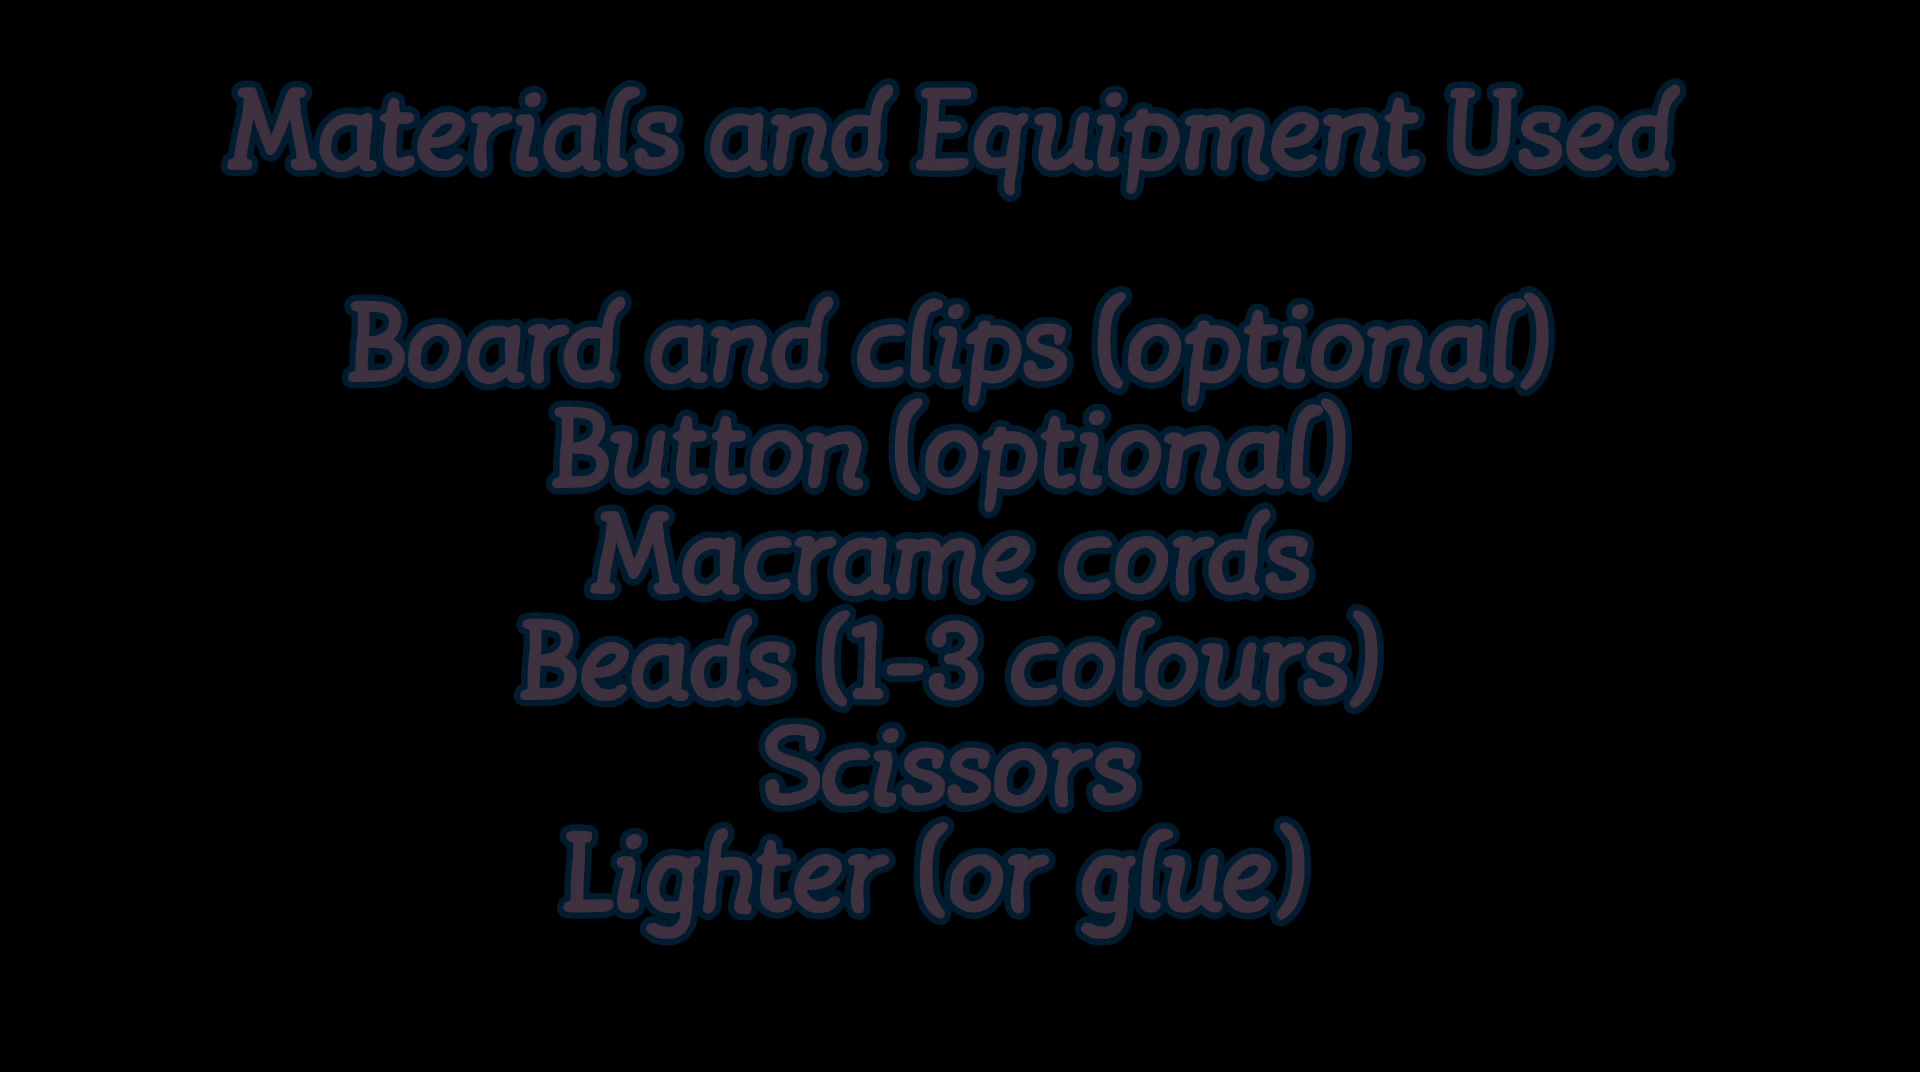 Materials and Equipment Used
Board and clips (optional)
Button (optional)
Macrame cords
Beads (1-3 colours)
Scissors
Lighter (or glue)